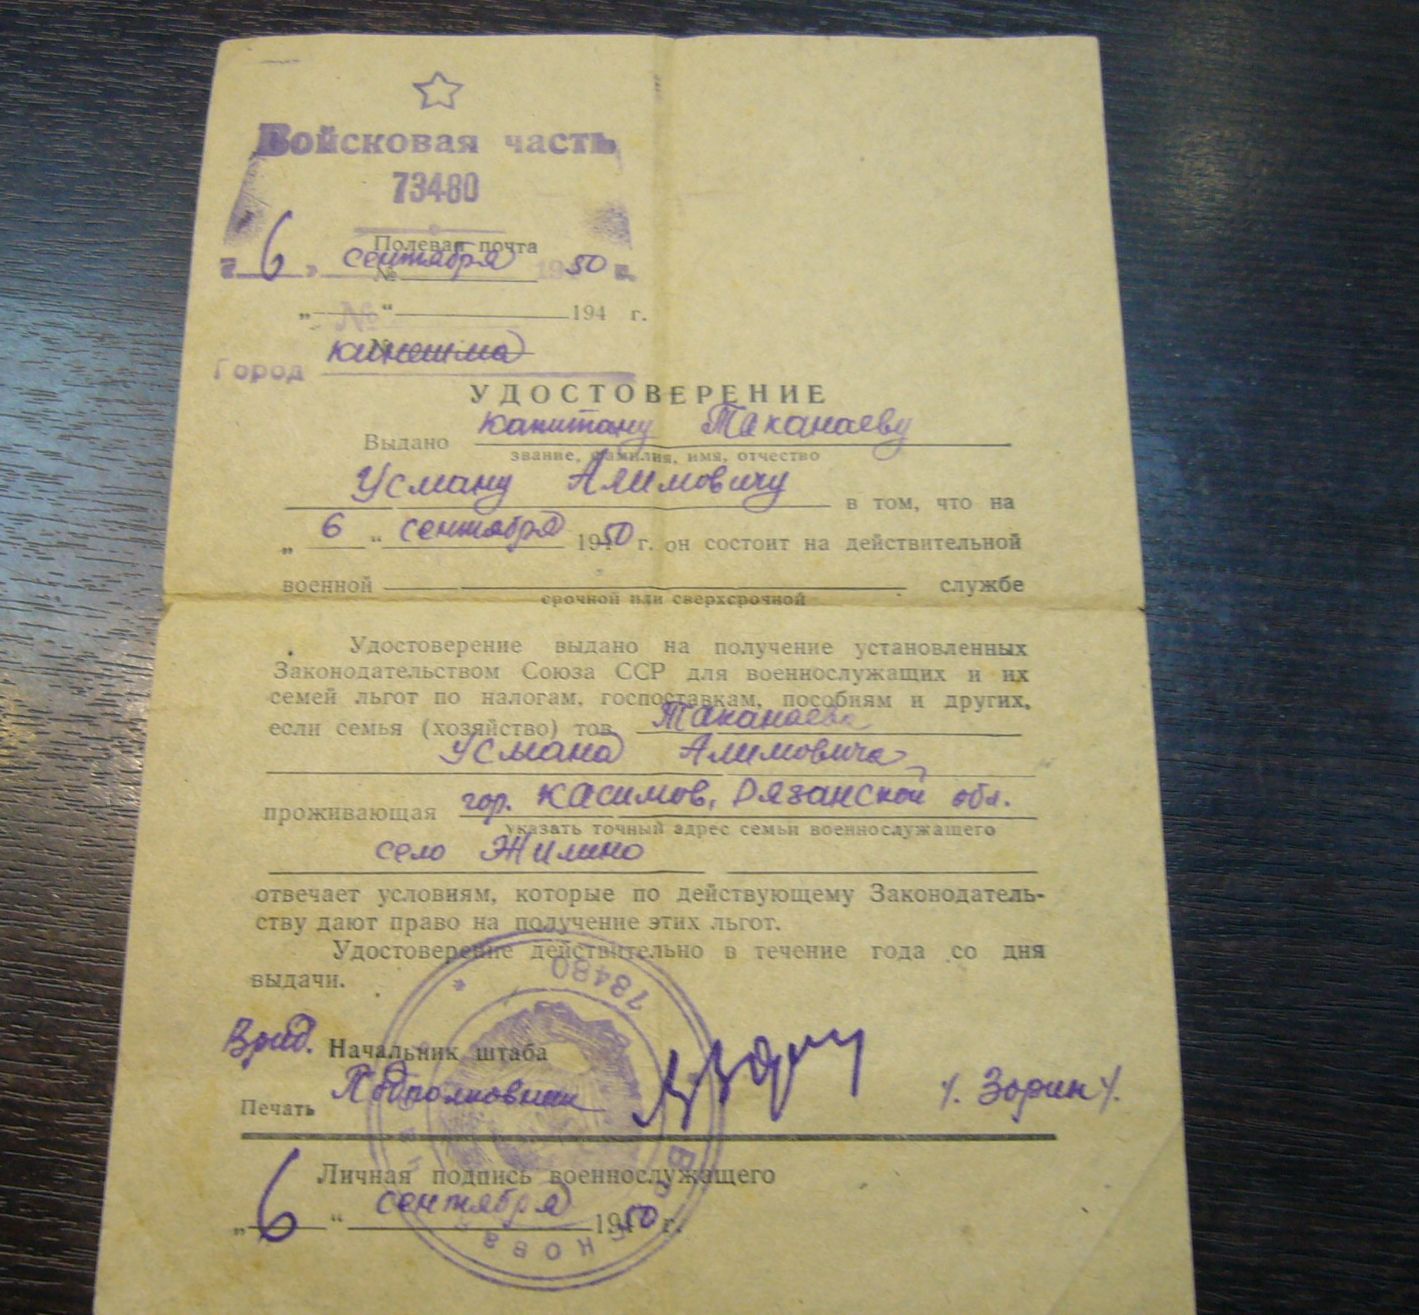 Войсковая часть
73480
Полевая почта
"6" сентября 1950 г.
№
"   " 194 г.
№
Город Кинешма
УДОСТОВЕРЕНИЕ
Выдано капитану Таканаеву
звание, фамилия, имя, отчество
Усману Алимовичу в том, что на
„ 6 “ сентября 1950 г. он состоит на действительной
военной службе
срочной или сверхсрочной
Удостоверение выдано на получение установленных
Законодательством Союза ССР для военнослужащих и их
семей льгот по налогам, госпоставкам, пособиям и других,
если семья (хозяйство) тов. Таканаева
Усмана Алимовича
проживающая гор. Касимов, Рязанской обл.
указать точный адрес семьи военнослужащего
село Жилино
отвечает условиям, которые по действующему Законодатель-
ству дают право на получение этих льгот.
Удостоверение действительно в течение года со дня
выдачи.
73480
Врид. Начальник штаба
Подполковник /. Зорин/.
Печать
Личная подпись военнослужащего
„ 6 “ сентября 1950 г.